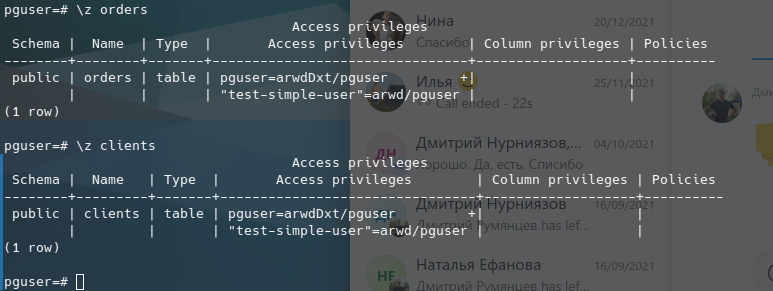 pguser=# \z orders
Access privileges
Schema | Name | Type | Access privileges | Column privileges | Policies
--------+--------+-------+---------------------------------+-------------------+----------
public | orders | table | pguser=arwdDxt/pguser +| |
| | | "test-simple-user"=arwd/pguser | |
(1 row)
pguser=# \z clients
Access privileges
Schema | Name | Type | Access privileges | Column privileges | Policies
--------+---------+-------+---------------------------------+-------------------+----------
public | clients | table | pguser=arwdDxt/pguser +| |
| | | "test-simple-user"=arwd/pguser | |
(1 row)
pguser=#
Нина 20/12/2021
Спасибо
Илья 25/11/2021
Call ended - 22s
ДН Дмитрий Нурниязов,... 04/10/2021
Хорошо. Да, есть. Спасибо
Дмитрий Нурниязов 16/09/2021
Дмитрий Румянцев has lef...
НЕ Наталья Ефанова 16/09/2021
Дмитрий Румянцев has lef...